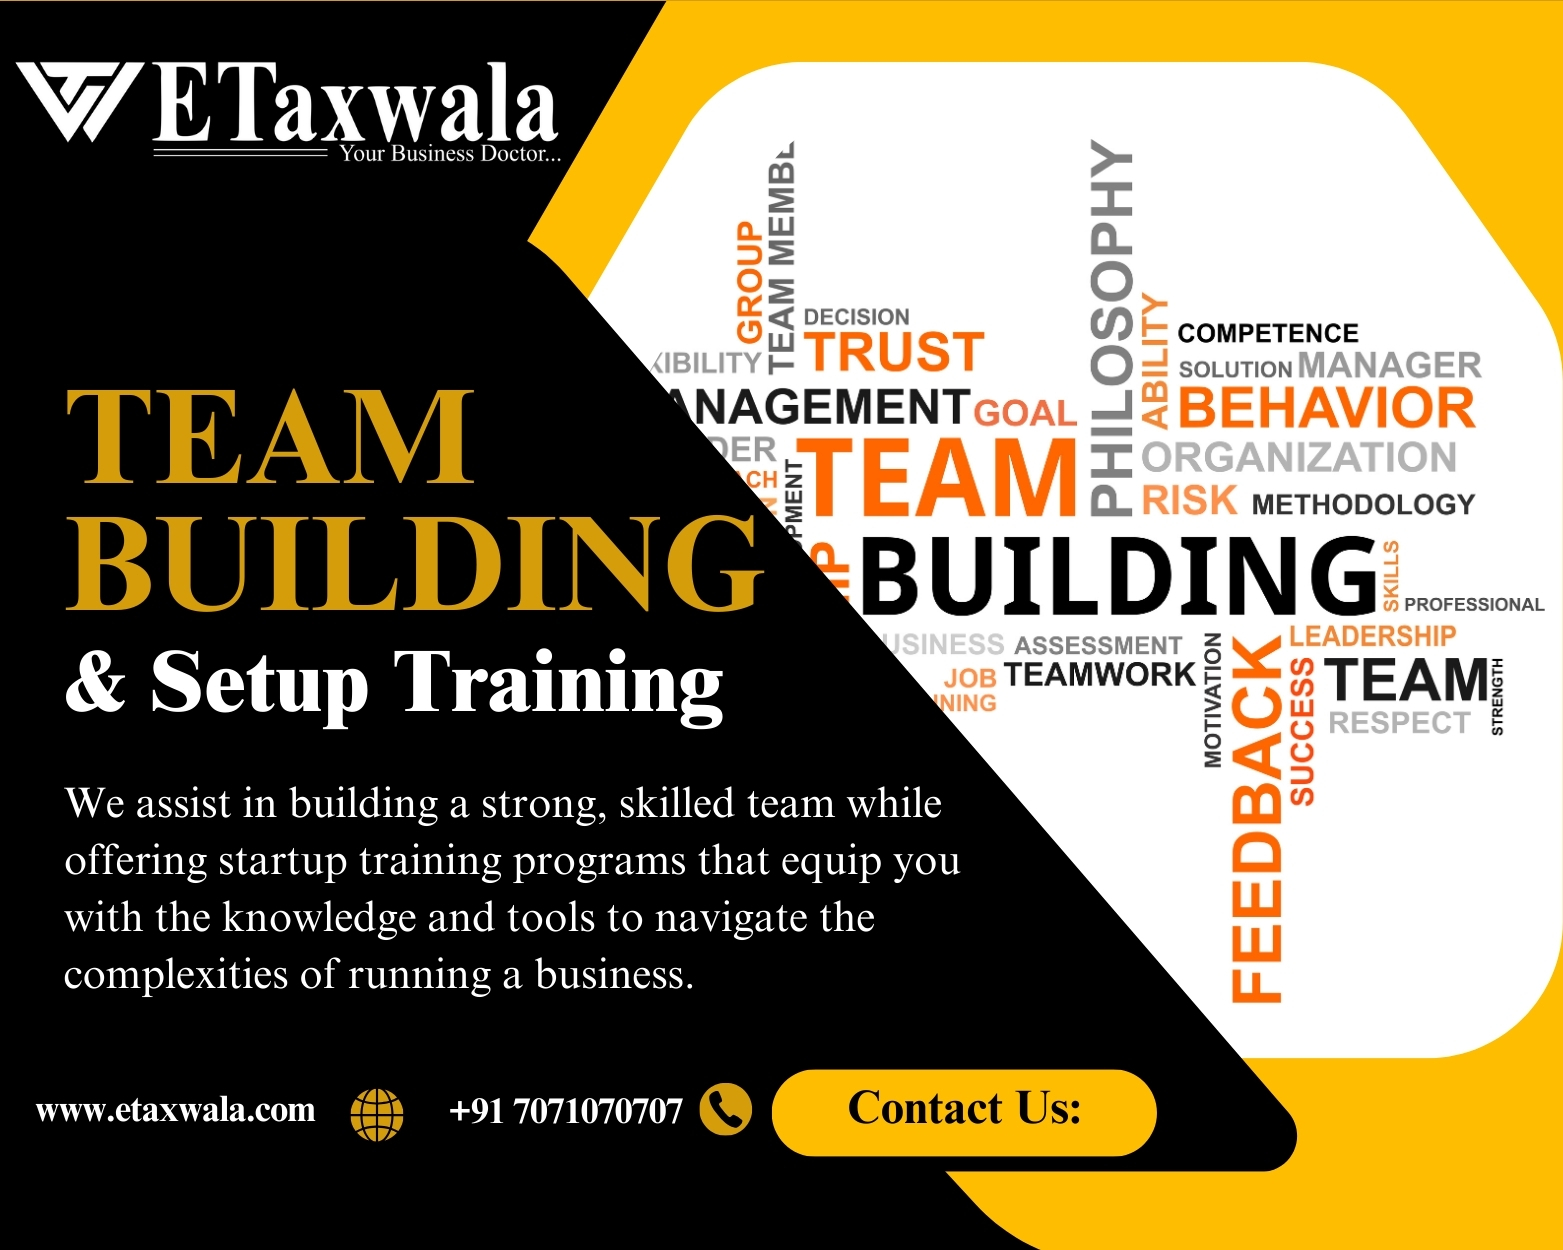 ETaxwala
Your Business Doctor...
TEAM
BUILDING
& Setup Training
We assist in building a strong, skilled team while
offering startup training programs that equip you
with the knowledge and tools to navigate the
complexities of running a business.
www.etaxwala.com
+91 7071070707
Contact Us:
GROUP
DECISION
TRUST
GOAL
TEAM
PHILOSOPHY
ABILITY
COMPETENCE
SOLUTION MANAGER
BEHAVIOR
ORGANIZATION
RISK METHODOLOGY
BUILDING
SKILLS
PROFESSIONAL
ASSESSMENT
JOB TEAMWORK
MOTIVATION
FEEDBACK
LEADERSHIP
SUCCESS
TEAM
STRENGTH
RESPECT